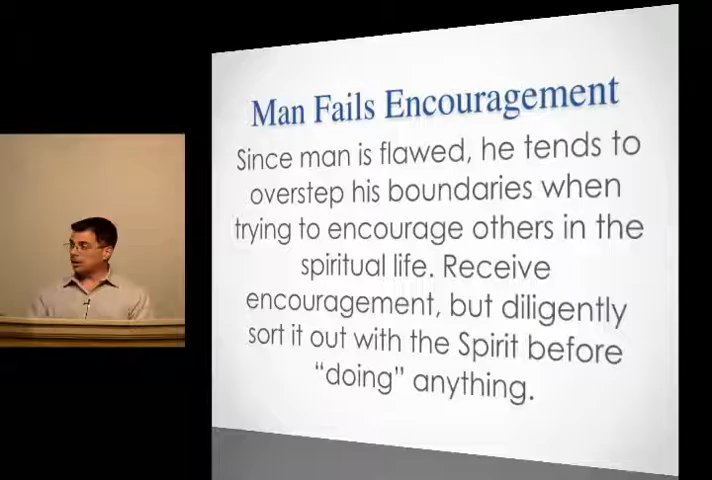 Man Fails Encouragement
Since man is flawed, he tends to
overstep his boundaries when
trying to encourage others in the
spiritual life. Receive
encouragement, but diligently
sort it out with the Spirit before
“doing” anything.